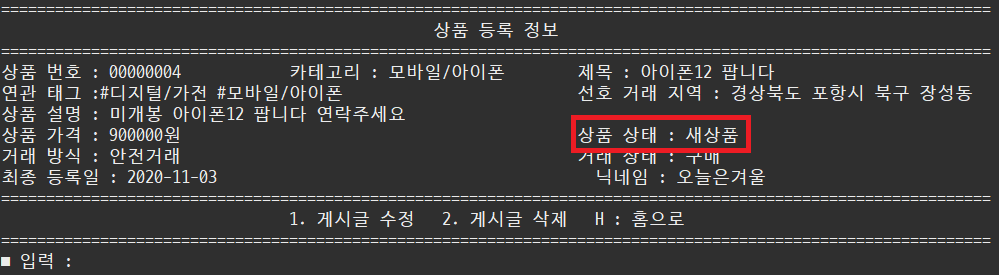 ================================================================================
상품 등록 정보
================================================================================
상품 번호 : 00000004 카테고리 : 모바일/아이폰 제목 : 아이폰12 팝니다
연관 태그 :#디지털/가전 #모바일/아이폰 선호 거래 지역 : 경상북도 포항시 북구 장성동
상품 설명 : 미개봉 아이폰12 팝니다 연락주세요
상품 가격 : 900000원 상품 상태 : 새상품
거래 방식 : 안전거래 거래 상태 : 구매
최종 등록일 : 2020-11-03 닉네임 : 오늘은겨울
================================================================================
1. 게시글 수정 2. 게시글 삭제 H : 홈으로
================================================================================
■ 입력 :